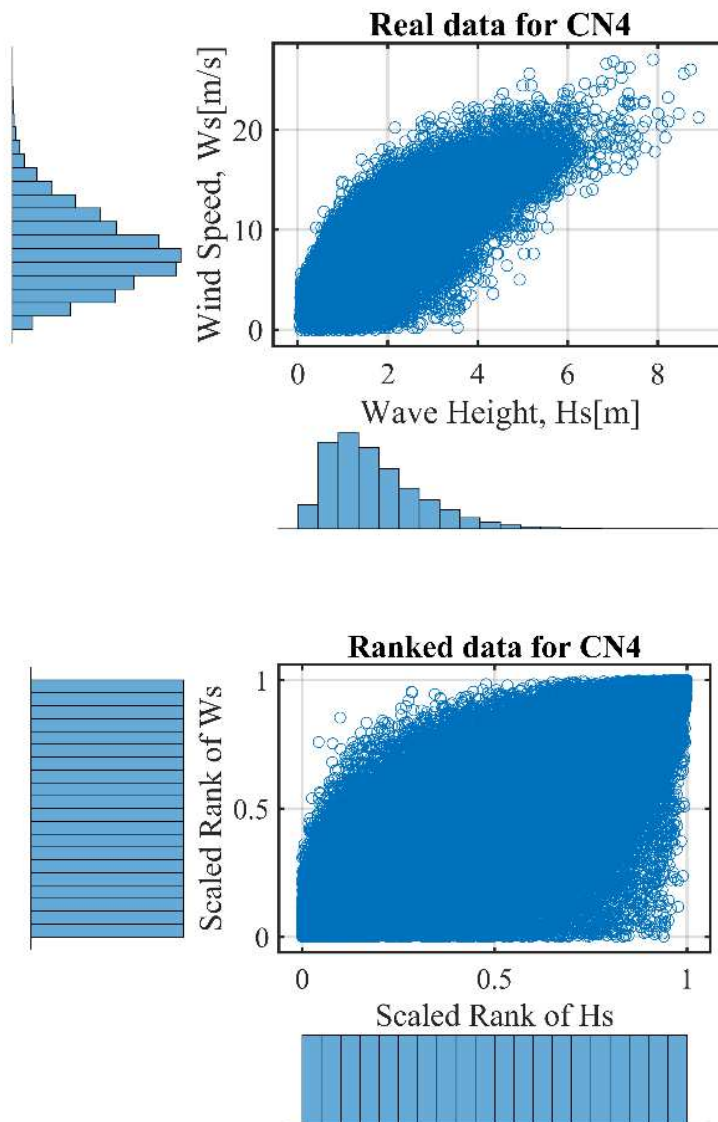 Real data for CN4
Wind Speed, Ws[m/s]
20
10
0
0 2 4 6 8
Wave Height, Hs[m]
Ranked data for CN4
Scaled Rank of Ws
1
0.5
0
0 0.5 1
Scaled Rank of Hs